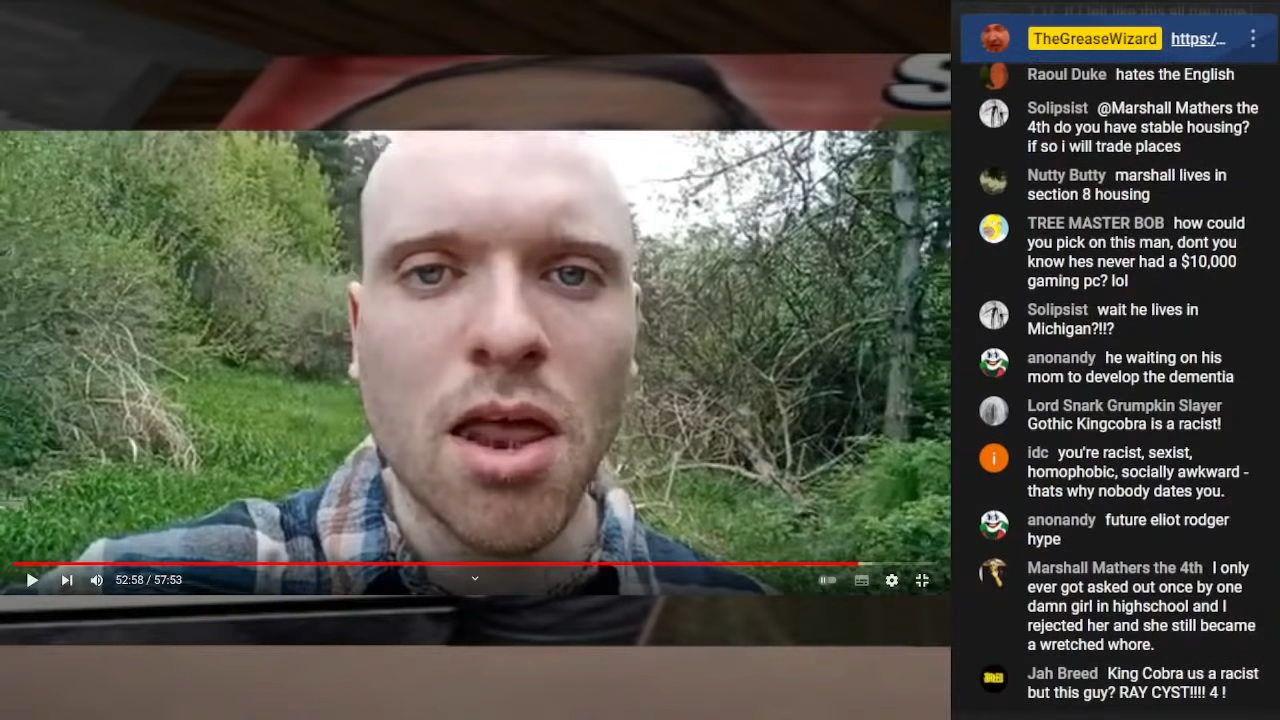 S
TheGreaseWizard https:/...
Raoul Duke hates the English
Solipsist @Marshall Mathers the
4th do you have stable housing?
if so i will trade places
Nutty Butty marshall lives in
section 8 housing
TREE MASTER BOB how could
you pick on this man, dont you
know hes never had a $10,000
gaming pc? lol
Solipsist wait he lives in
Michigan?!!?
anonandy he waiting on his
mom to develop the dementia
Lord Snark Grumpkin Slayer
Gothic Kingcobra is a racist!
i
idc you're racist, sexist,
homophobic, socially awkward -
thats why nobody dates you.
anonandy future eliot rodger
hype
Marshall Mathers the 4th I only
ever got asked out once by one
damn girl in highschool and I
rejected her and she still became
a wretched whore.
Jah Breed King Cobra us a racist
but this guy? RAY CYST!!!! 4 !
52:58 / 57:53